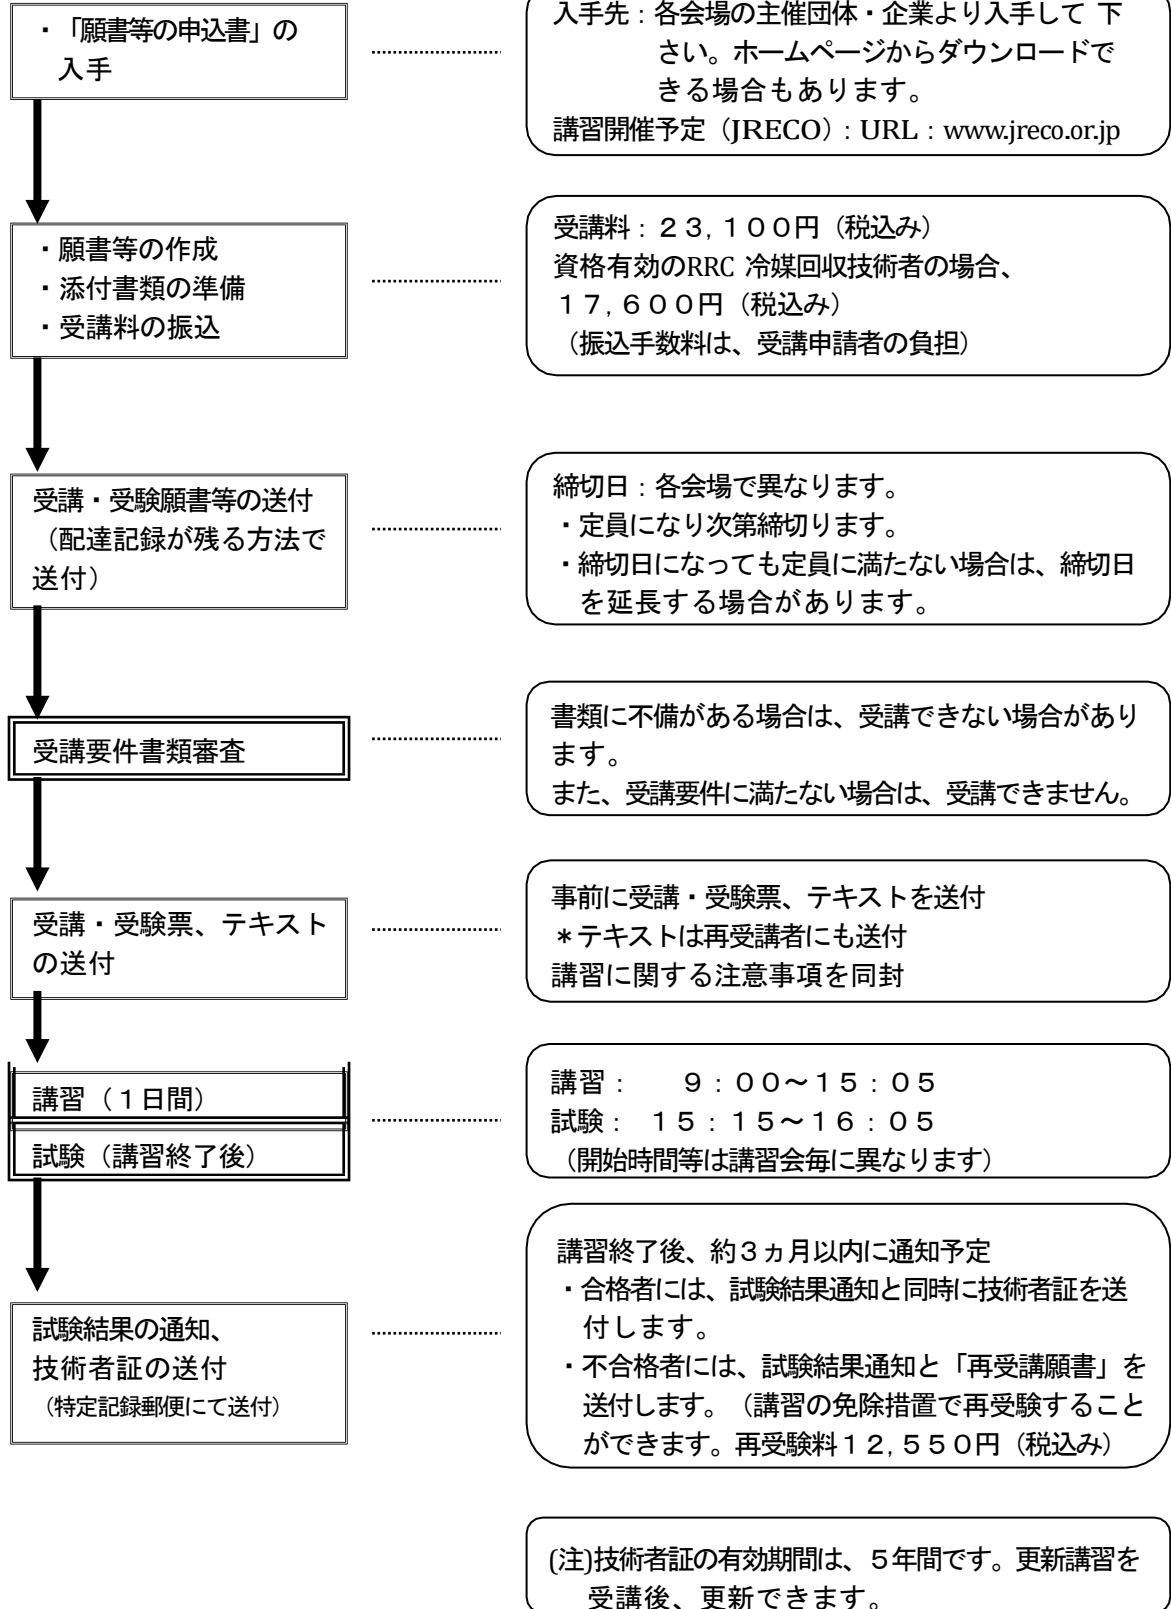 ・「願書等の申込書」の
入手
入手先：各会場の主催団体・企業より入手して 下
さい。ホームページからダウンロードで
きる場合もあります。
講習開催予定（JRECO）：URL：www.jreco.or.jp
・願書等の作成
・添付書類の準備
・受講料の振込
受講料：２３，１００円（税込み）
資格有効のRRC 冷媒回収技術者の場合、
１７，６００円（税込み）
（振込手数料は、受講申請者の負担）
受講・受験願書等の送付
（配達記録が残る方法で
送付）
締切日：各会場で異なります。
・定員になり次第締切ります。
・締切日になっても定員に満たない場合は、締切日
を延長する場合があります。
受講要件書類審査
書類に不備がある場合は、受講できない場合があり
ます。
また、受講要件に満たない場合は、受講できません。
受講・受験票、テキスト
の送付
事前に受講・受験票、テキストを送付
＊テキストは再受講者にも送付
講習に関する注意事項を同封
講習（１日間）
試験（講習終了後）
講習： ９：００～１５：０５
試験： １５：１５～１６：０５
（開始時間等は講習会毎に異なります）
試験結果の通知、
技術者証の送付
（特定記録郵便にて送付）
講習終了後、約３ヵ月以内に通知予定
・合格者には、試験結果通知と同時に技術者証を送
付します。
・不合格者には、試験結果通知と「再受講願書」を
送付します。（講習の免除措置で再受験すること
ができます。再受験料１２，５５０円（税込み）
(注)技術者証の有効期間は、５年間です。更新講習を
受講後、更新できます。